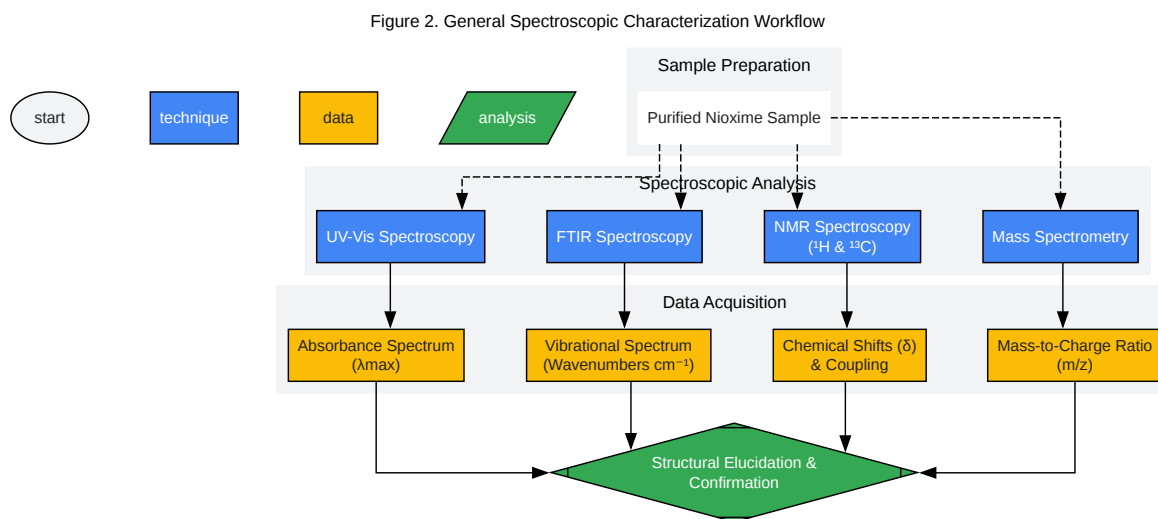 Figure 2. General Spectroscopic Characterization Workflow
Sample Preparation
start
technique
data
analysis
Purified Nioxime Sample
Spectroscopic Analysis
UV-Vis Spectroscopy
FTIR Spectroscopy
NMR Spectroscopy
(¹H & ¹³C)
Mass Spectrometry
Data Acquisition
Absorbance Spectrum
(λmax)
Vibrational Spectrum
(Wavenumbers cm⁻¹)
Chemical Shifts (δ)
& Coupling
Mass-to-Charge Ratio
(m/z)
Structural Elucidation &
Confirmation